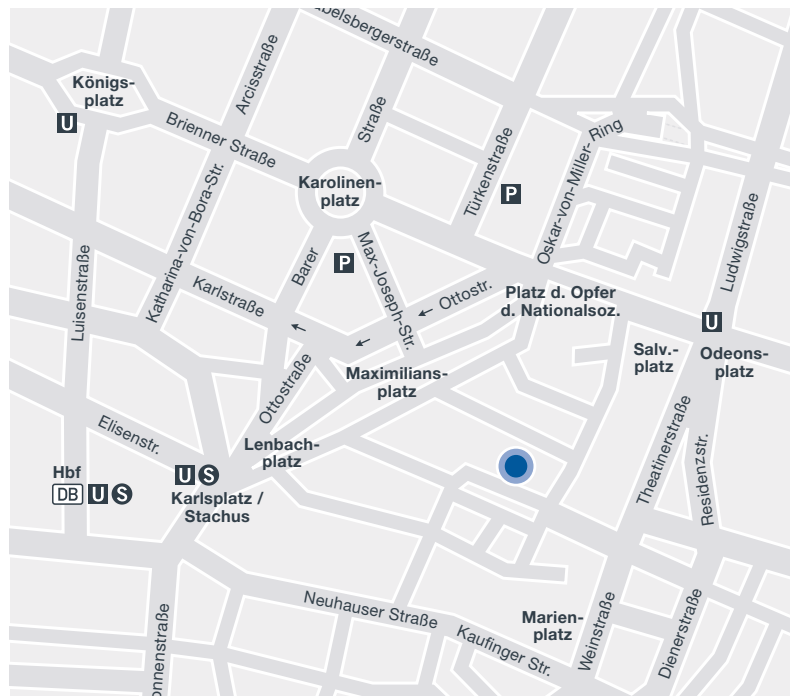 abelsbergerstraße
Königs-
platz
U
Arcisstraße
Brienner Straße
Straße
Karolinen-
platz
Türkenstraße
P
Oskar-von-Miller-Ring
Ludwigstraße
Katharina-von-Bora-Str.
Luisenstraße
Karlstraße
Barer
P
Max-Joseph-Str.
Ottostr.
Platz d. Opfer
d. Nationalsoz.
U
Salv.-
platz
Odeons-
platz
Maximilians-
platz
Ottostraße
Elisenstr.
Lenbach-
platz
Theatinerstraße
Residenzstr.
Hbf
DB U S
U S
Karlsplatz /
Stachus
Neuhauser Straße
Kaufinger Str.
Marien-
platz
Weinstraße
Dienerstraße
onnenstraße